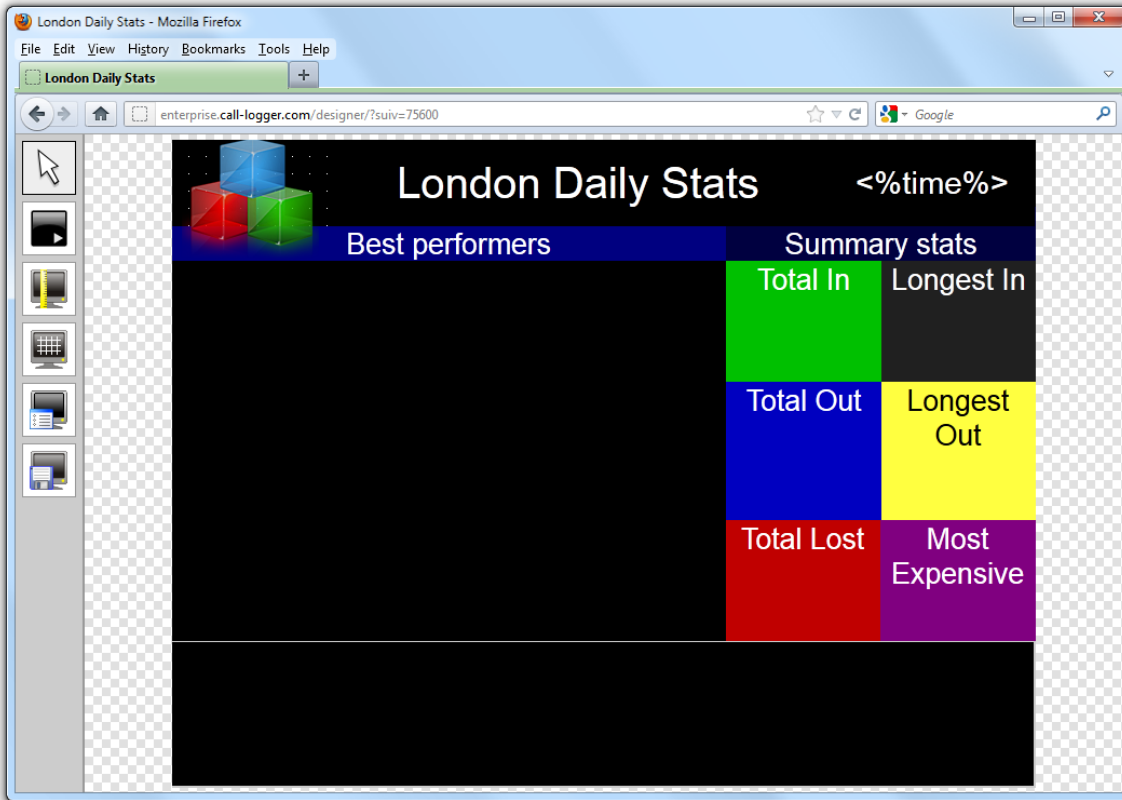 London Daily Stats - Mozilla Firefox
File Edit View History Bookmarks Tools Help
London Daily Stats
enterprise.call-logger.com/designer/?suiv=75600
Google
London Daily Stats
<%time%>
Best performers
Summary stats
Total In
Longest In
Total Out
Longest
Out
Total Lost
Most
Expensive